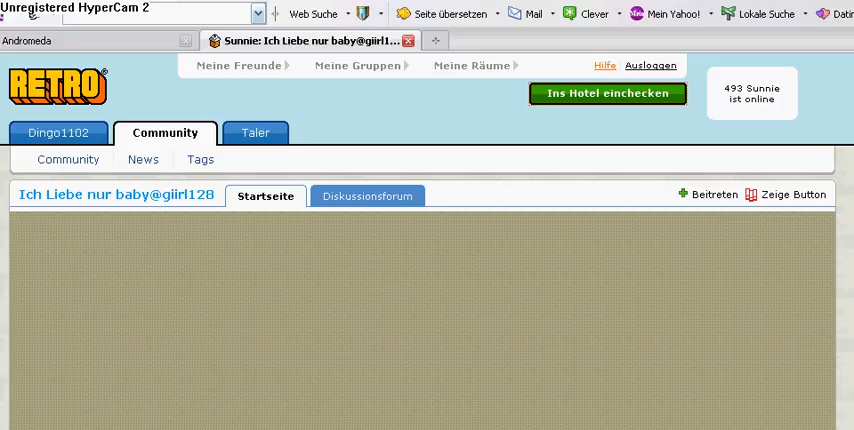 Unregistered HyperCam 2
Web Suche Seite übersetzen Mail Clever Mein Yahoo! Lokale Suche Datin
Andromeda Sunnie: Ich Liebe nur baby@giirl1...
Meine Freunde Meine Gruppen Meine Räume Hilfe Ausloggen
RETRO
Ins Hotel einchecken
493 Sunnie
ist online
Dingo1102 Community Taler
Community News Tags
Ich Liebe nur baby@giirl128 Startseite Diskussionsforum Beitreten Zeige Button